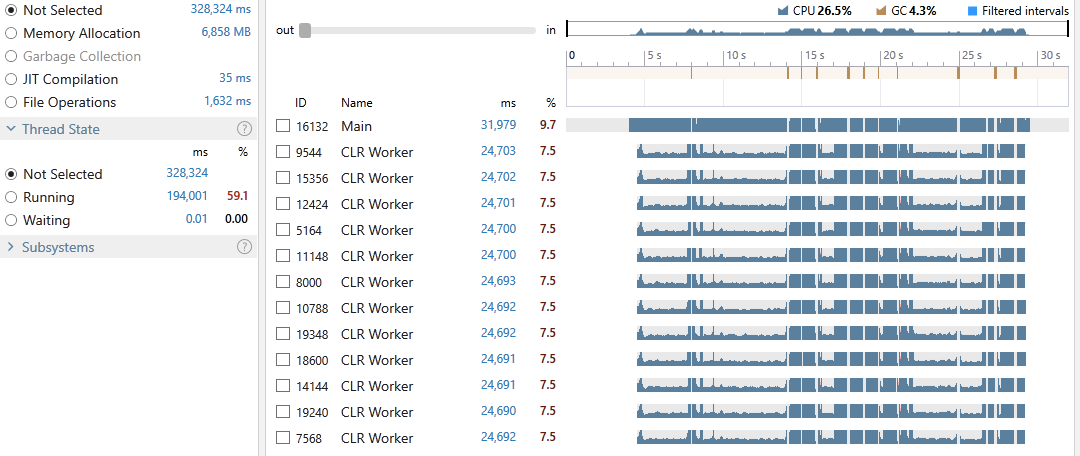 Not Selected 328,324 ms
Memory Allocation 6,858 MB
Garbage Collection
JIT Compilation 35 ms
File Operations 1,632 ms
Thread State ?
ms %
Not Selected 328,324
Running 194,001 59.1
Waiting 0.01 0.00
Subsystems ?
CPU 26.5% GC 4.3% Filtered intervals
out in
0 5 s 10 s 15 s 20 s 25 s 30 s
ID Name ms %
16132 Main 31,979 9.7
9544 CLR Worker 24,703 7.5
15356 CLR Worker 24,702 7.5
12424 CLR Worker 24,701 7.5
5164 CLR Worker 24,700 7.5
11148 CLR Worker 24,700 7.5
8000 CLR Worker 24,693 7.5
10788 CLR Worker 24,692 7.5
19348 CLR Worker 24,692 7.5
18600 CLR Worker 24,691 7.5
14144 CLR Worker 24,691 7.5
19240 CLR Worker 24,690 7.5
7568 CLR Worker 24,692 7.5